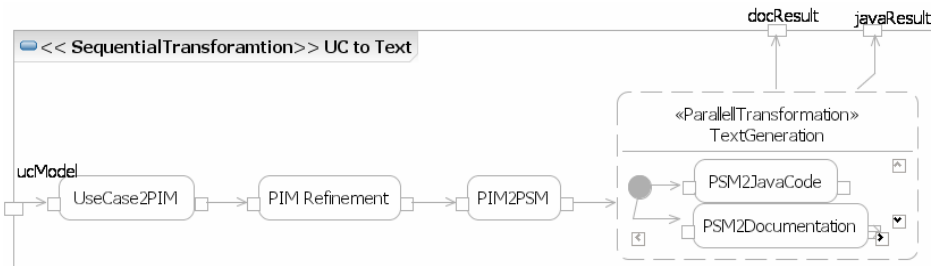 docResult
javaResult
<< SequentialTransforamtion>> UC to Text
«ParallelTransformation»
TextGeneration
ucModel
UseCase2PIM
PIM Refinement
PIM2PSM
PSM2JavaCode
PSM2Documentation